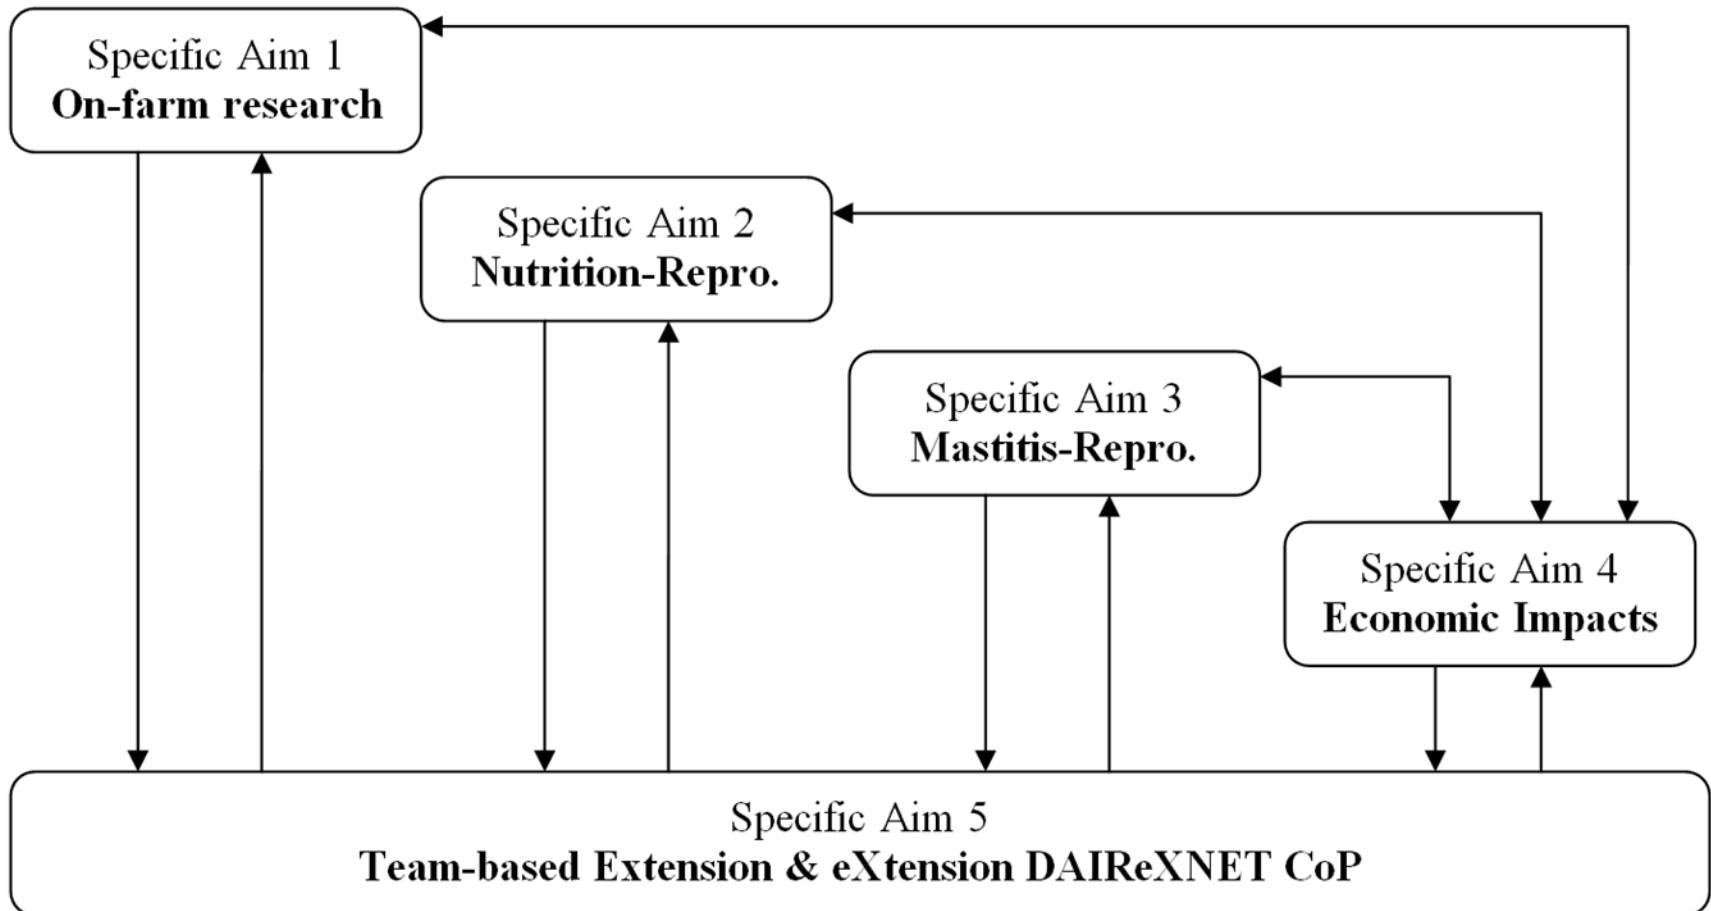 Specific Aim 1
On-farm research
Specific Aim 2
Nutrition-Repro.
Specific Aim 3
Mastitis-Repro.
Specific Aim 4
Economic Impacts
Specific Aim 5
Team-based Extension & eXtension DAIReXNET CoP